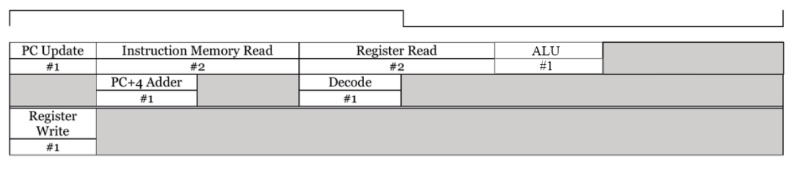 PC Update Instruction Memory Read Register Read ALU
#1 #2 #2 #1
PC+4 Adder Decode
#1 #1
Register
Write
#1